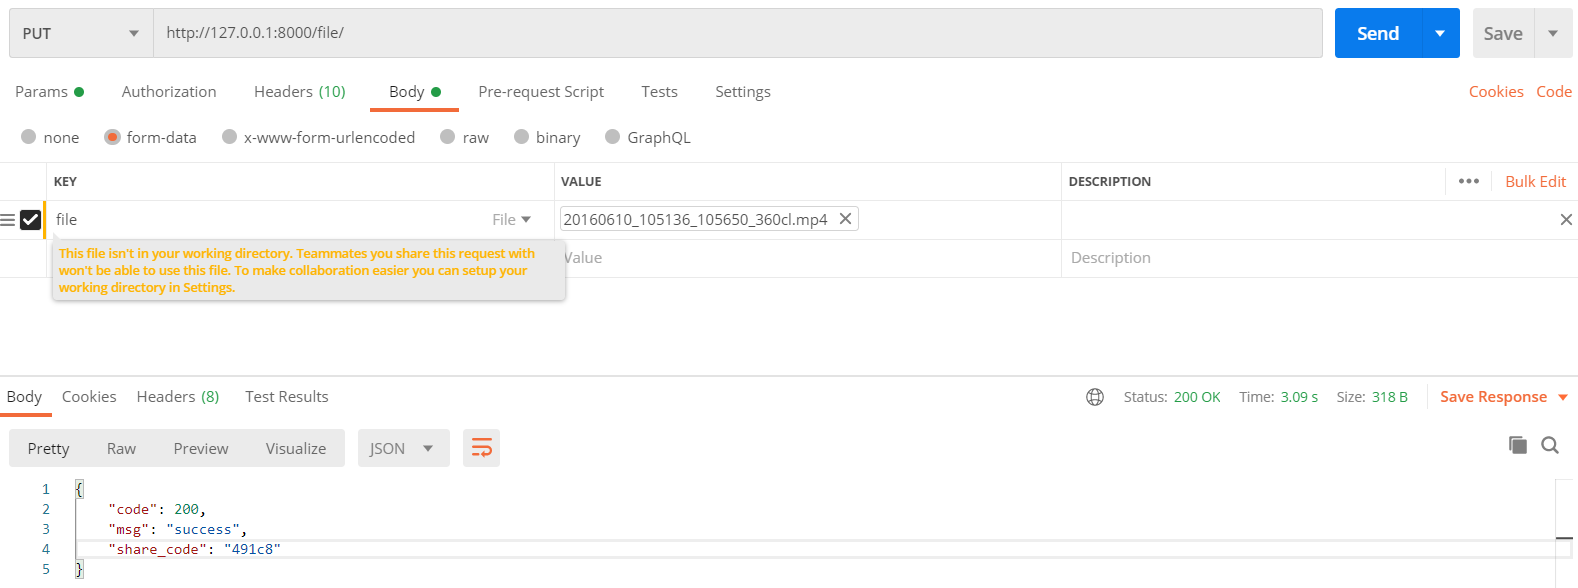 PUT http://127.0.0.1:8000/file/ Send Save
Params Authorization Headers (10) Body Pre-request Script Tests Settings Cookies Code
none form-data x-www-form-urlencoded raw binary GraphQL
KEY VALUE DESCRIPTION ••• Bulk Edit
file File 20160610_105136_105650_360cl.mp4
This file isn't in your working directory. Teammates you share this request with
won't be able to use this file. To make collaboration easier you can setup your
working directory in Settings.
Value Description
Body Cookies Headers (8) Test Results Status: 200 OK Time: 3.09 s Size: 318 B Save Response
Pretty Raw Preview Visualize JSON
1 {
2 "code": 200,
3 "msg": "success",
4 "share_code": "491c8"
5 }